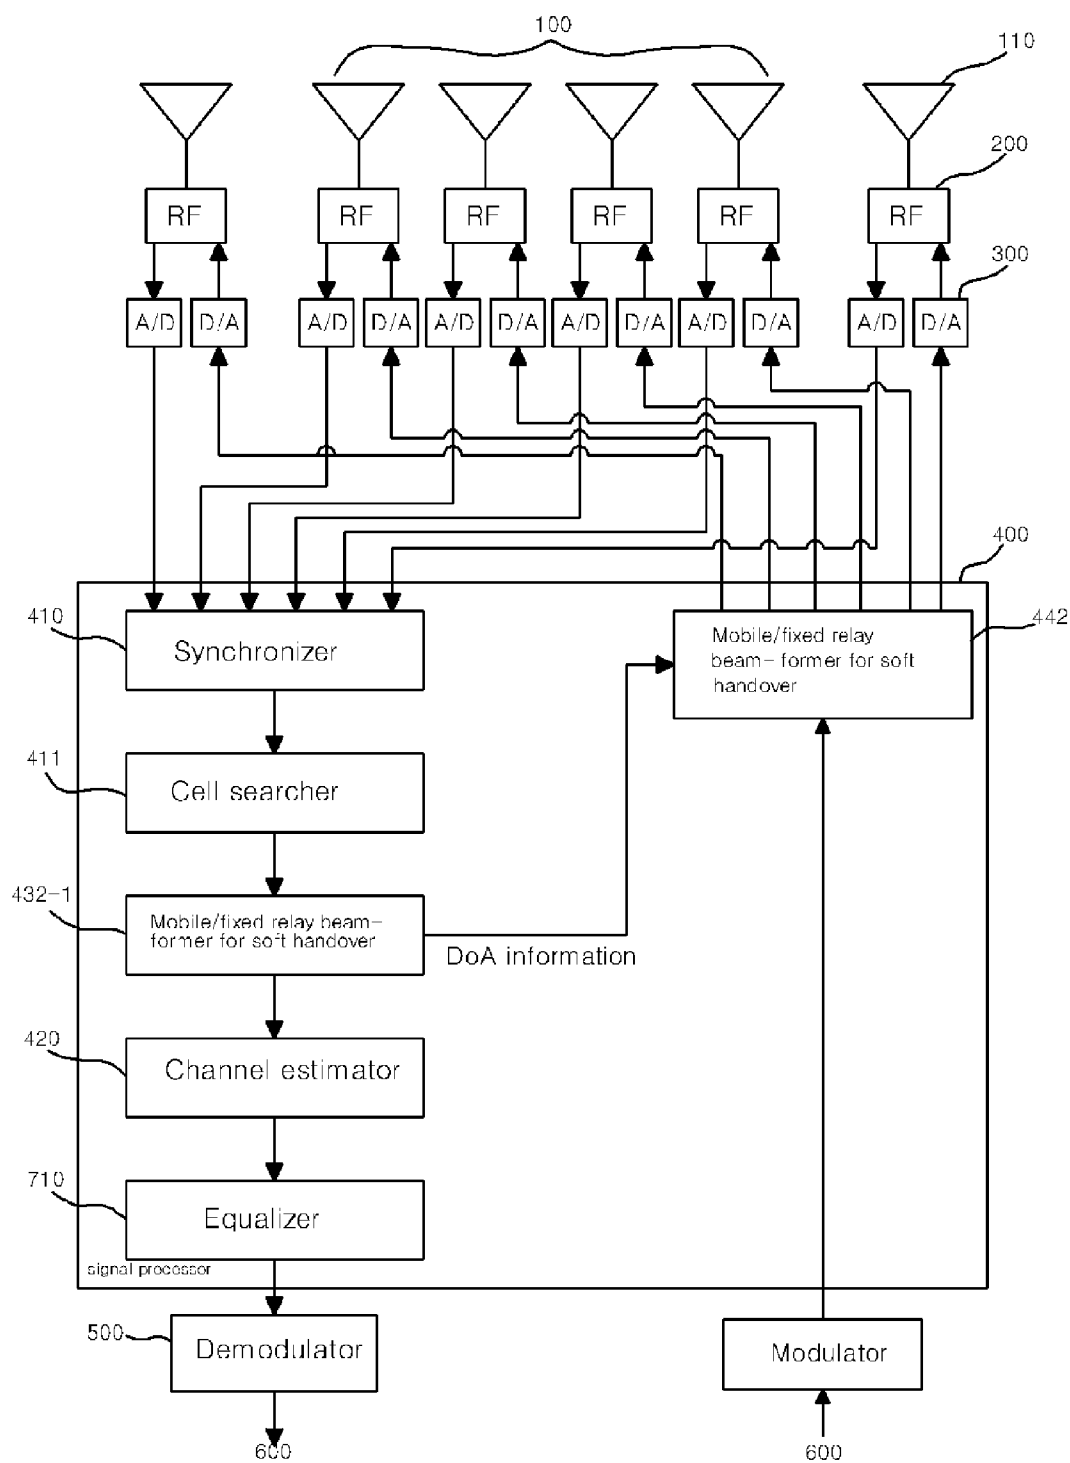 100
110
200
RF RF RF RF RF RF
300
A/D D/A A/D D/A A/D D/A A/D D/A A/D D/A A/D D/A
400
410
Synchronizer
442
Mobile/fixed relay
beam-former for soft
handover
411
Cell searcher
432-1
Mobile/fixed relay beam-
former for soft handover
DoA information
420
Channel estimator
710
Equalizer
signal processor
500
Demodulator
Modulator
600
600